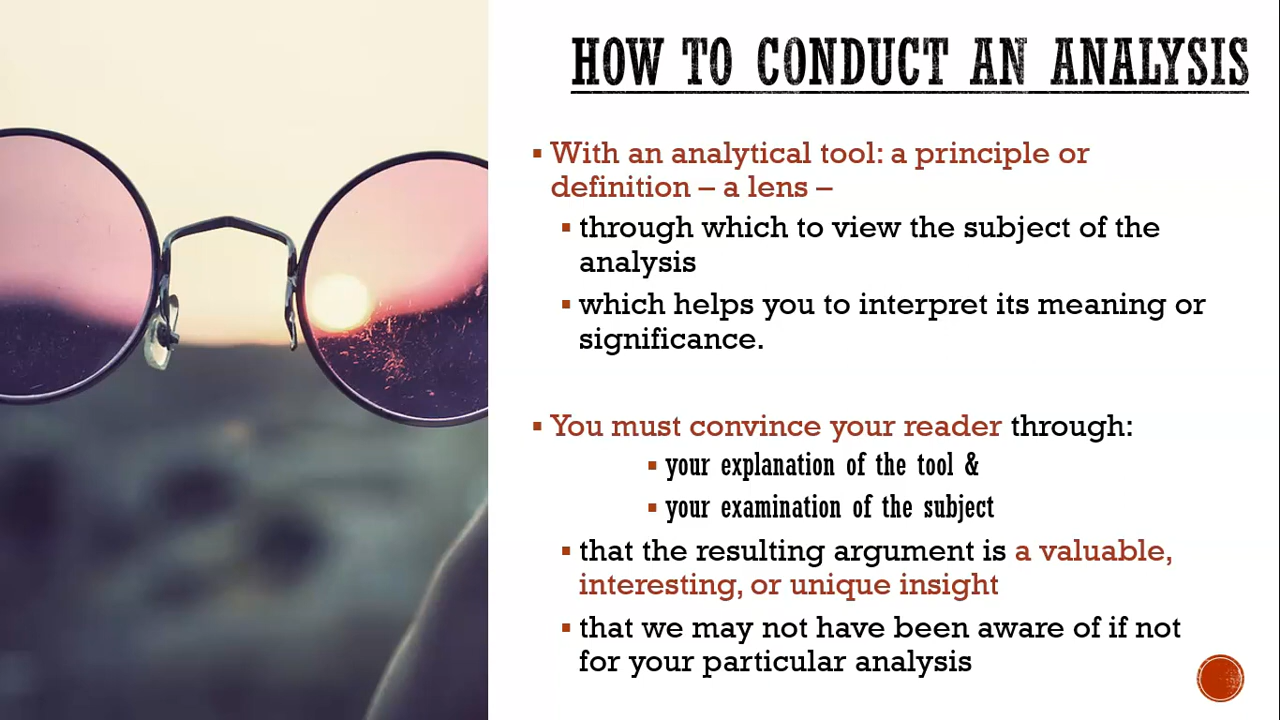 HOW TO CONDUCT AN ANALYSIS
▪ With an analytical tool: a principle or
definition – a lens –
▪ through which to view the subject of the
analysis
▪ which helps you to interpret its meaning or
significance.
▪ You must convince your reader through:
▪ your explanation of the tool &
▪ your examination of the subject
▪ that the resulting argument is a valuable,
interesting, or unique insight
▪ that we may not have been aware of if not
for your particular analysis